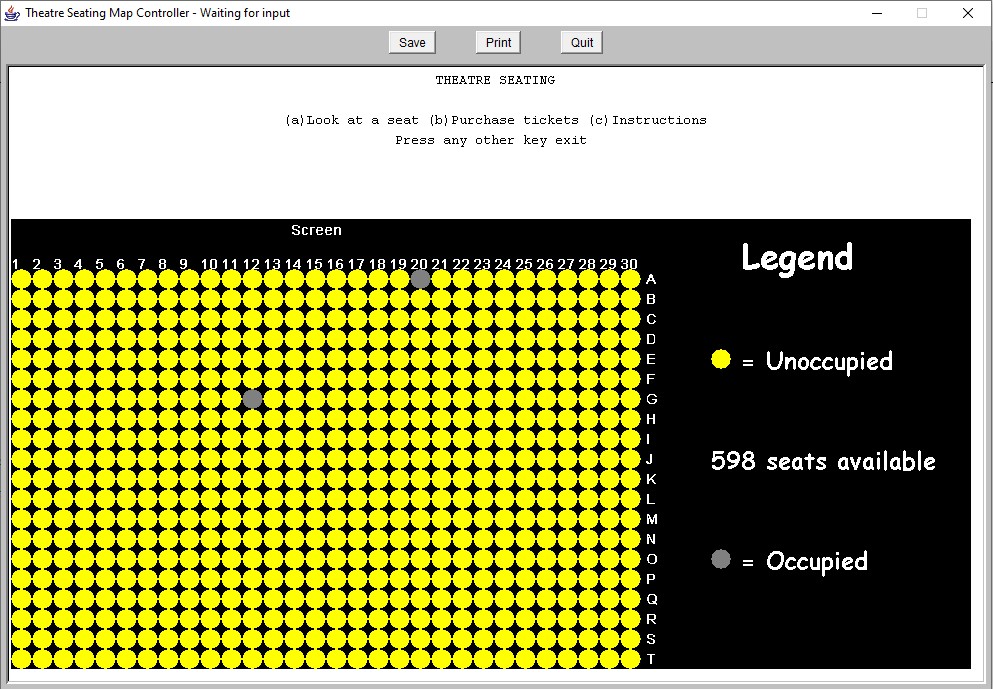 Theatre Seating Map Controller - Waiting for input
Save Print Quit
THEATRE SEATING
(a)Look at a seat (b)Purchase tickets (c)Instructions
Press any other key exit
Screen
Legend
1 2 3 4 5 6 7 8 9 10 11 12 13 14 15 16 17 18 19 20 21 22 23 24 25 26 27 28 29 30
A
B
C
D
E
= Unoccupied
F
G
H
I
J
598 seats available
K
L
M
N
O
= Occupied
P
Q
R
S
T